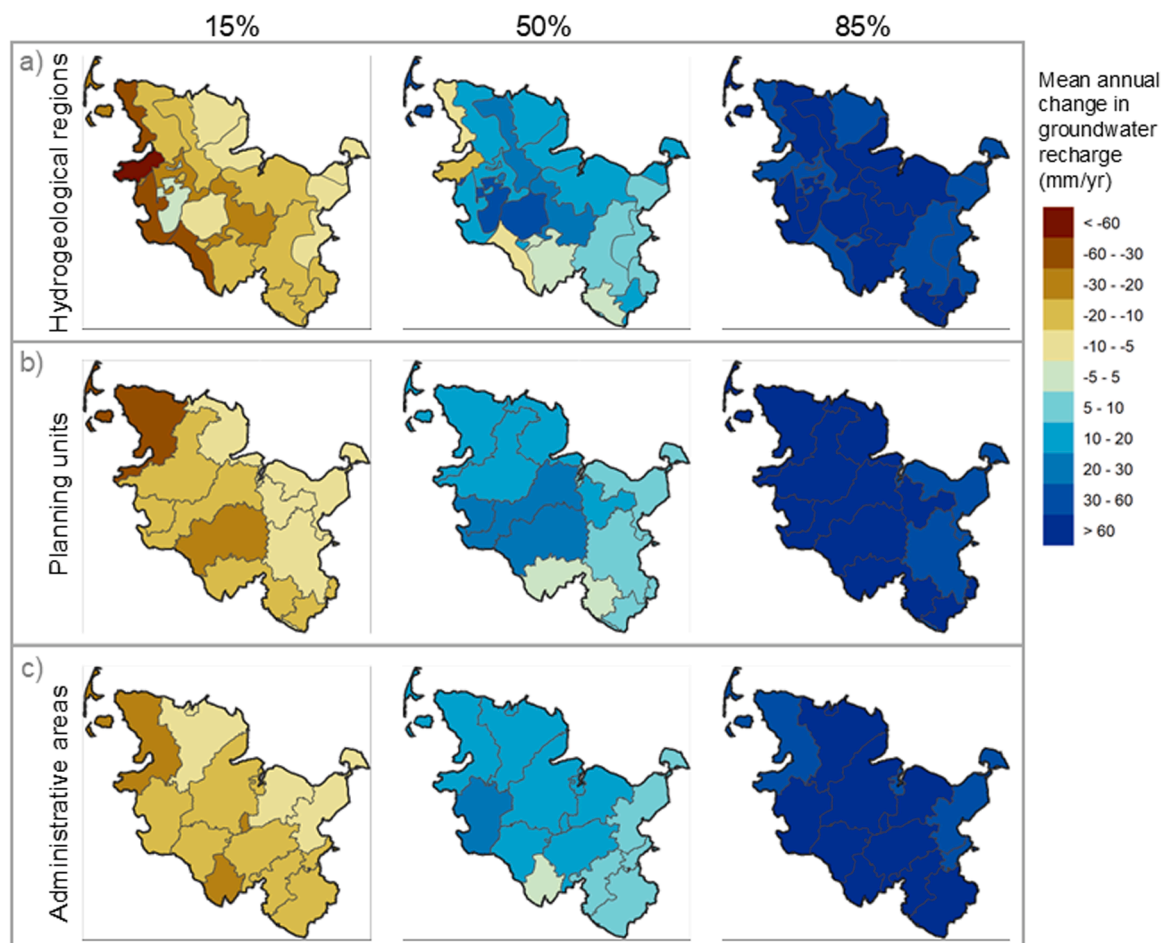 15%
50%
85%
a)
Hydrogeological regions
b)
Planning units
c)
Administrative areas
Mean annual
change in
groundwater
recharge
(mm/yr)
< -60
-60 - -30
-30 - -20
-20 - -10
-10 - -5
-5 - 5
5 - 10
10 - 20
20 - 30
30 - 60
> 60